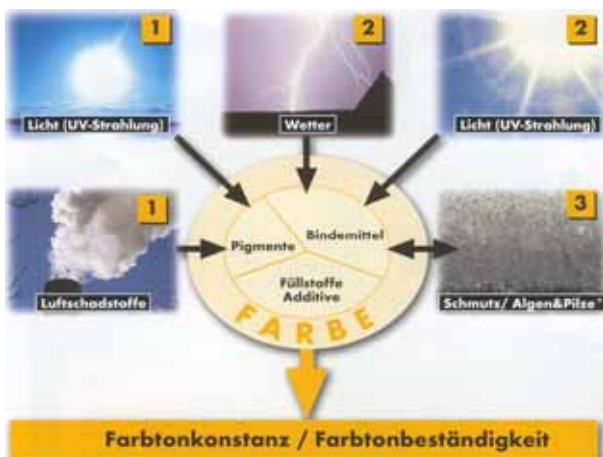 1
2
2
Licht (UV-Strahlung)
Wetter
Licht (UV-Strahlung)
1
3
Pigmente
Bindemittel
Füllstoffe
Additive
Luftschadstoffe
Schmutz/ Algen&Pilze*
FARBE
Farbtonkonstanz / Farbtonbeständigkeit